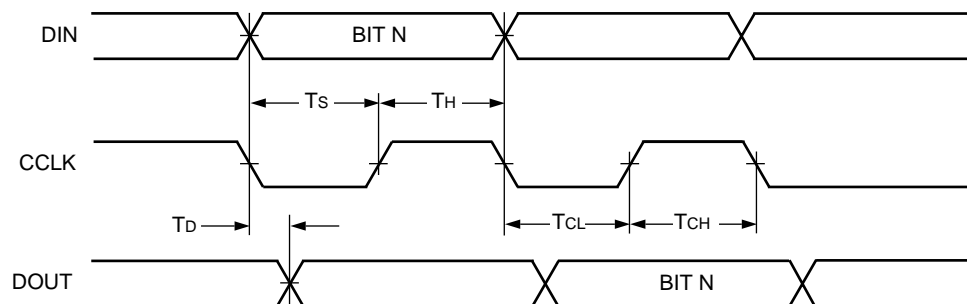 DIN
BIT N
TS
TH
CCLK
TD
TCL
TCH
DOUT
BIT N